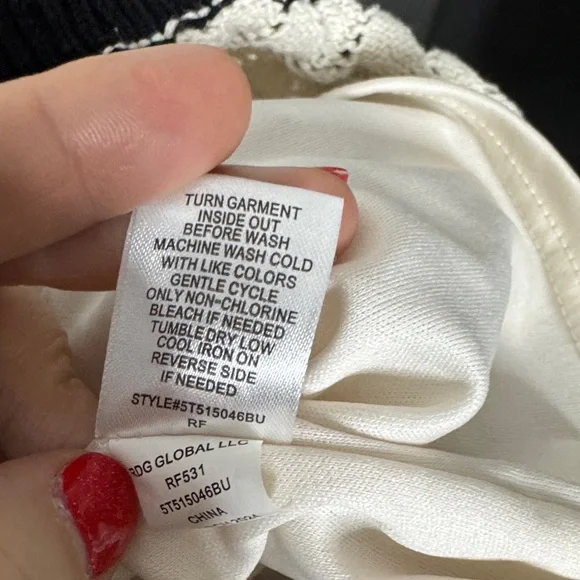 TURN GARMENT
INSIDE OUT
BEFORE WASH
MACHINE WASH COLD
WITH LIKE COLORS
GENTLE CYCLE
ONLY NON-CHLORINE
BLEACH IF NEEDED
TUMBLE DRY LOW
COOL IRON ON
REVERSE SIDE
IF NEEDED
STYLE#5T515046BU
RF
RDG GLOBAL LLC
RF531
5T515046BU
CHINA